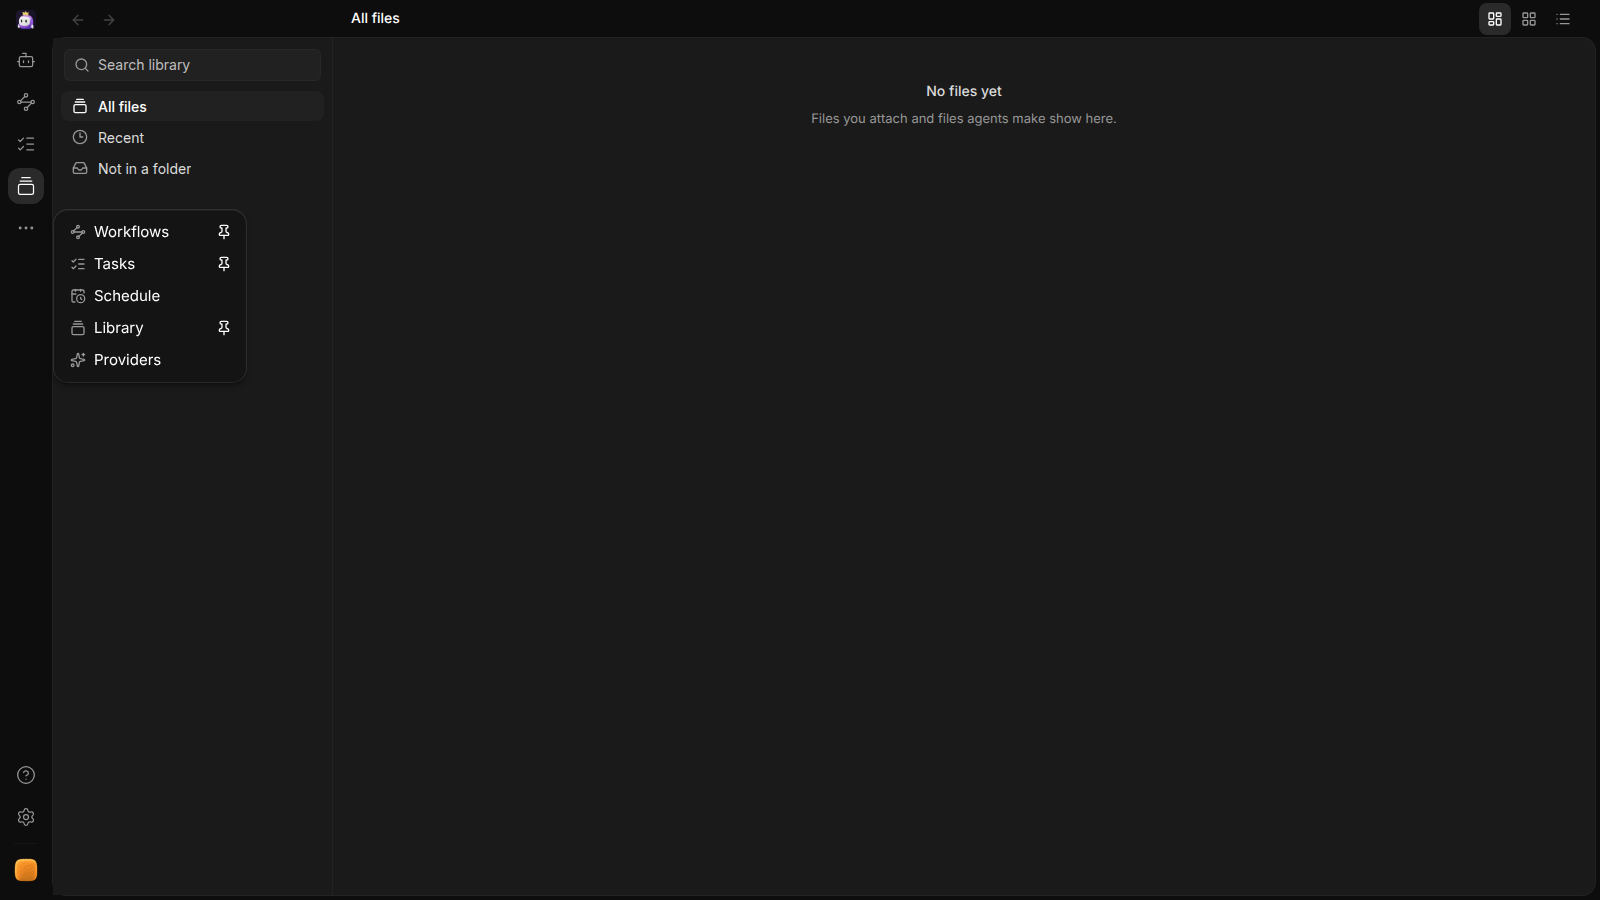 All files
Search library
All files
Recent
Not in a folder
Workflows
Tasks
Schedule
Library
Providers
No files yet
Files you attach and files agents make show here.